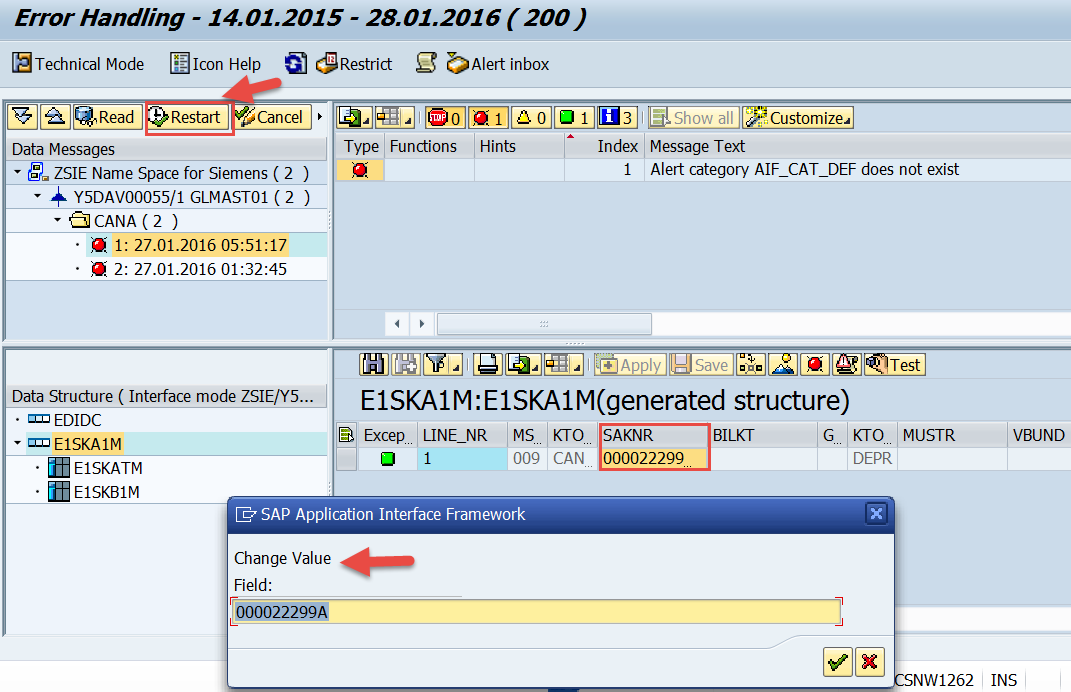 Error Handling - 14.01.2015 - 28.01.2016 ( 200 )
Technical Mode Icon Help Restrict Alert inbox
Read Restart Cancel
Data Messages
ZSIE Name Space for Siemens ( 2 )
Y5DAV00055/1 GLMAST01 ( 2 )
CANA ( 2 )
1: 27.01.2016 05:51:17
2: 27.01.2016 01:32:45
STOP 0 1 0 1 3 Show all Customize
Type Functions Hints Index Message Text
1 Alert category AIF_CAT_DEF does not exist
Data Structure ( Interface mode ZSIE/Y5...
EDIDC
E1SKA1M
E1SKATM
E1SKB1M
Apply Save Test
E1SKA1M:E1SKA1M(generated structure)
Excep... LINE_NR MS... KTO... SAKNR BILKT G... KTO... MUSTR VBUND
1 009 CAN... 000022299... DEPR
SAP Application Interface Framework
Change Value
Field:
000022299A
CSNW1262 INS